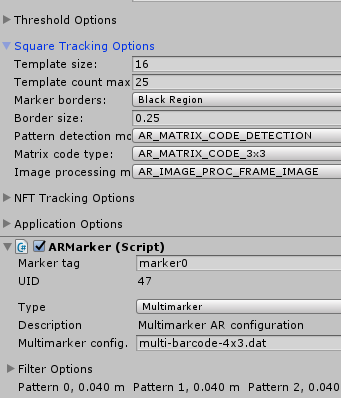 Threshold Options
Square Tracking Options
Template size: 16
Template count max 25
Marker borders: Black Region
Border size: 0.25
Pattern detection mo AR_MATRIX_CODE_DETECTION
Matrix code type: AR_MATRIX_CODE_3x3
Image processing m AR_IMAGE_PROC_FRAME_IMAGE
NFT Tracking Options
Application Options
ARMarker (Script)
Marker tag marker0
UID 47
Type Multimarker
Description Multimarker AR configuration
Multimarker config. multi-barcode-4x3.dat
Filter Options
Pattern 0, 0.040 m Pattern 1, 0.040 m Pattern 2, 0.040